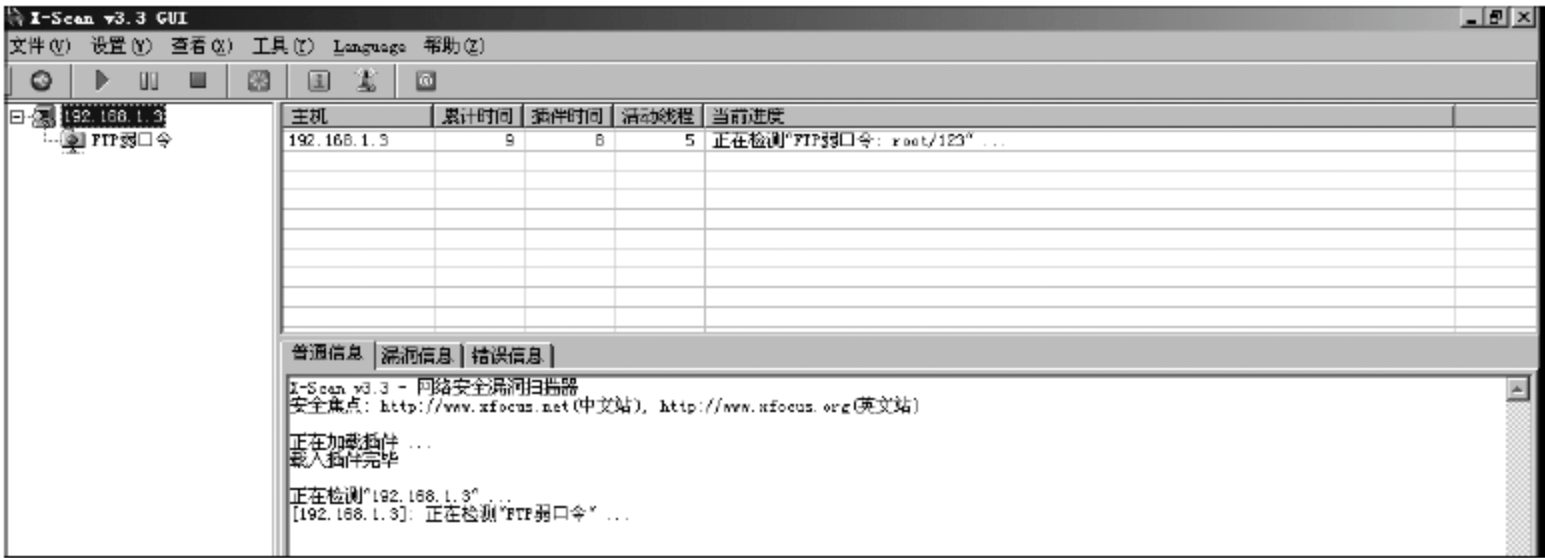 X-Scan v3.3 GUI
文件(V) 设置(W) 查看(X) 工具(Y) Language 帮助(Z)
192.168.1.3
FTP弱口令
主机 累计时间 插件时间 活动线程 当前进度
192.168.1.3 9 8 5 正在检测"FTP弱口令: root/123" ...
普通信息 漏洞信息 错误信息
X-Scan v3.3 - 网络安全漏洞扫描器
安全焦点: http://www.xfocus.net(中文站), http://www.xfocus.org(英文站)
正在加载插件 ...
载入插件完毕
正在检测"192.168.1.3" ...
[192.168.1.3]: 正在检测"FTP弱口令" ...